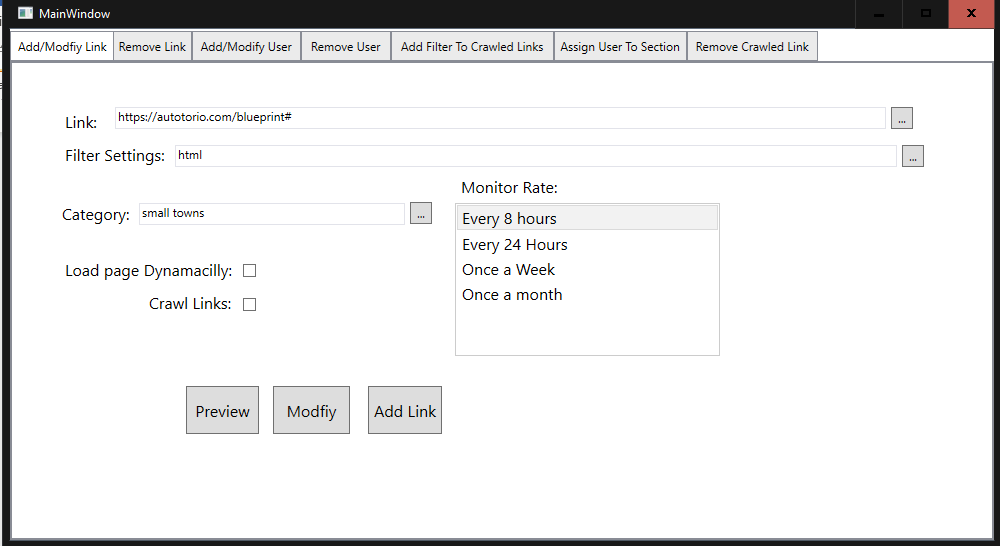 MainWindow
Add/Modfiy Link Remove Link Add/Modify User Remove User Add Filter To Crawled Links Assign User To Section Remove Crawled Link
Link: https://autotorio.com/blueprint# ...
Filter Settings: html ...
Monitor Rate:
Category: small towns ...
Every 8 hours
Every 24 Hours
Once a Week
Once a month
Load page Dynamacilly:
Crawl Links:
Preview Modfiy Add Link